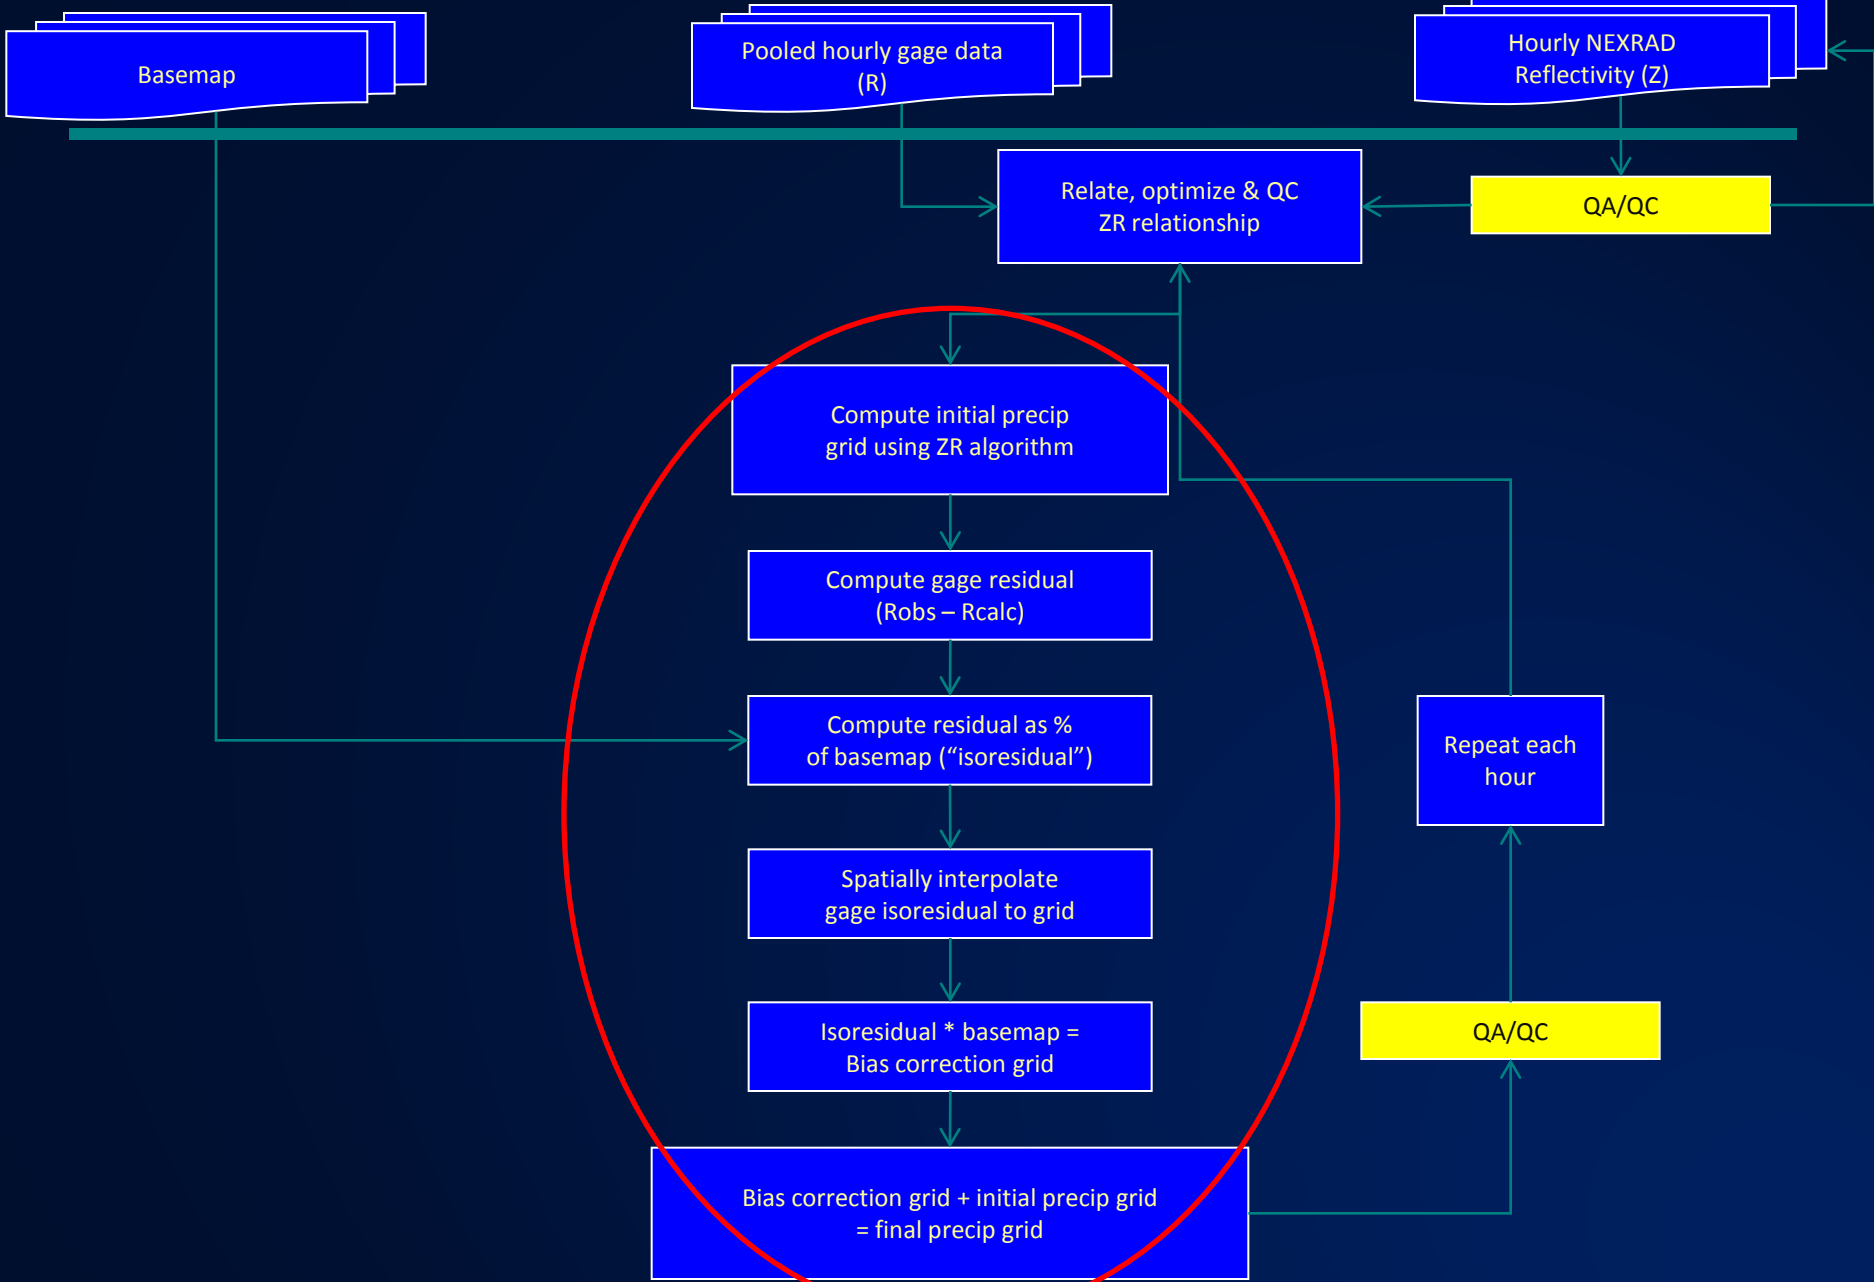 Basemap
Pooled hourly gage data
(R)
Hourly NEXRAD
Reflectivity (Z)
Relate, optimize & QC
ZR relationship
QA/QC
Compute initial precip
grid using ZR algorithm
Compute gage residual
(Robs – Rcalc)
Compute residual as %
of basemap (“isoresidual”)
Repeat each
hour
Spatially interpolate
gage isoresidual to grid
Isoresidual * basemap =
Bias correction grid
QA/QC
Bias correction grid + initial precip grid
= final precip grid